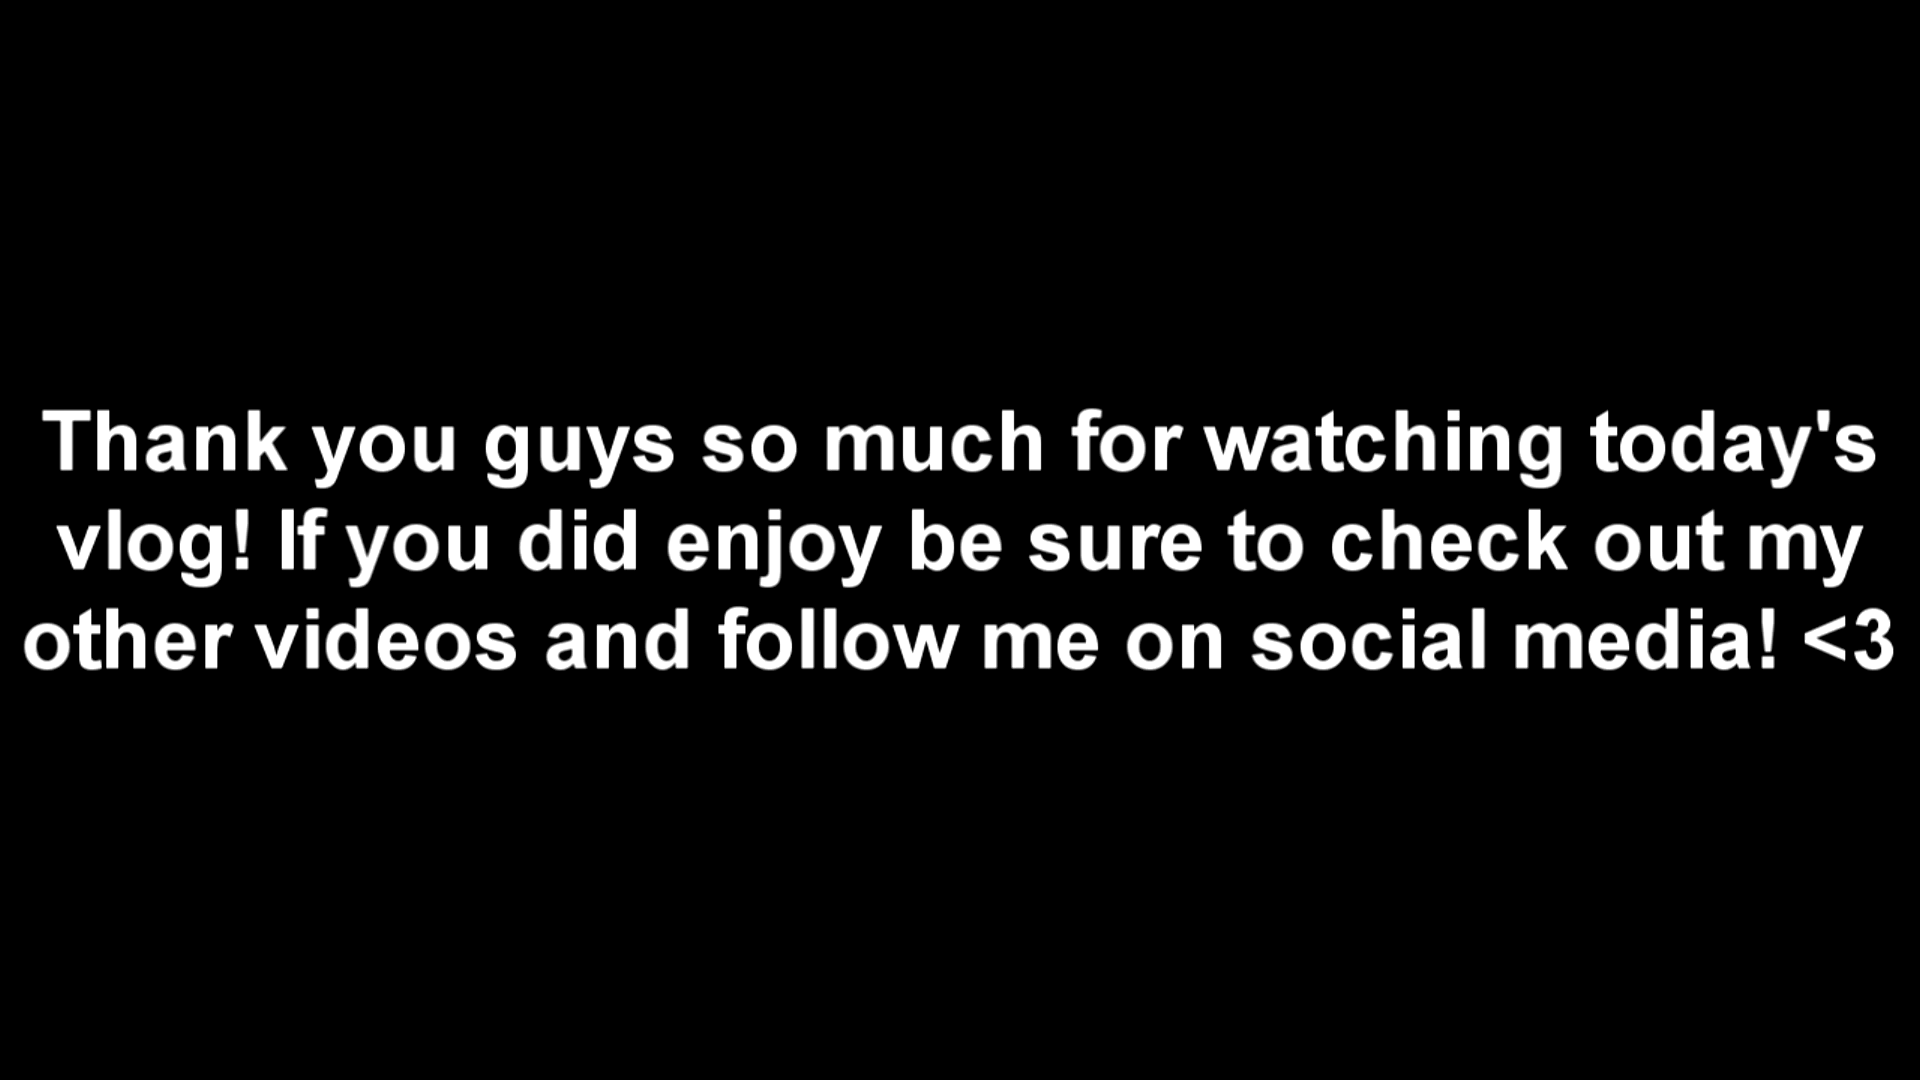 Thank you guys so much for watching today's
vlog! If you did enjoy be sure to check out my
other videos and follow me on social media! <3